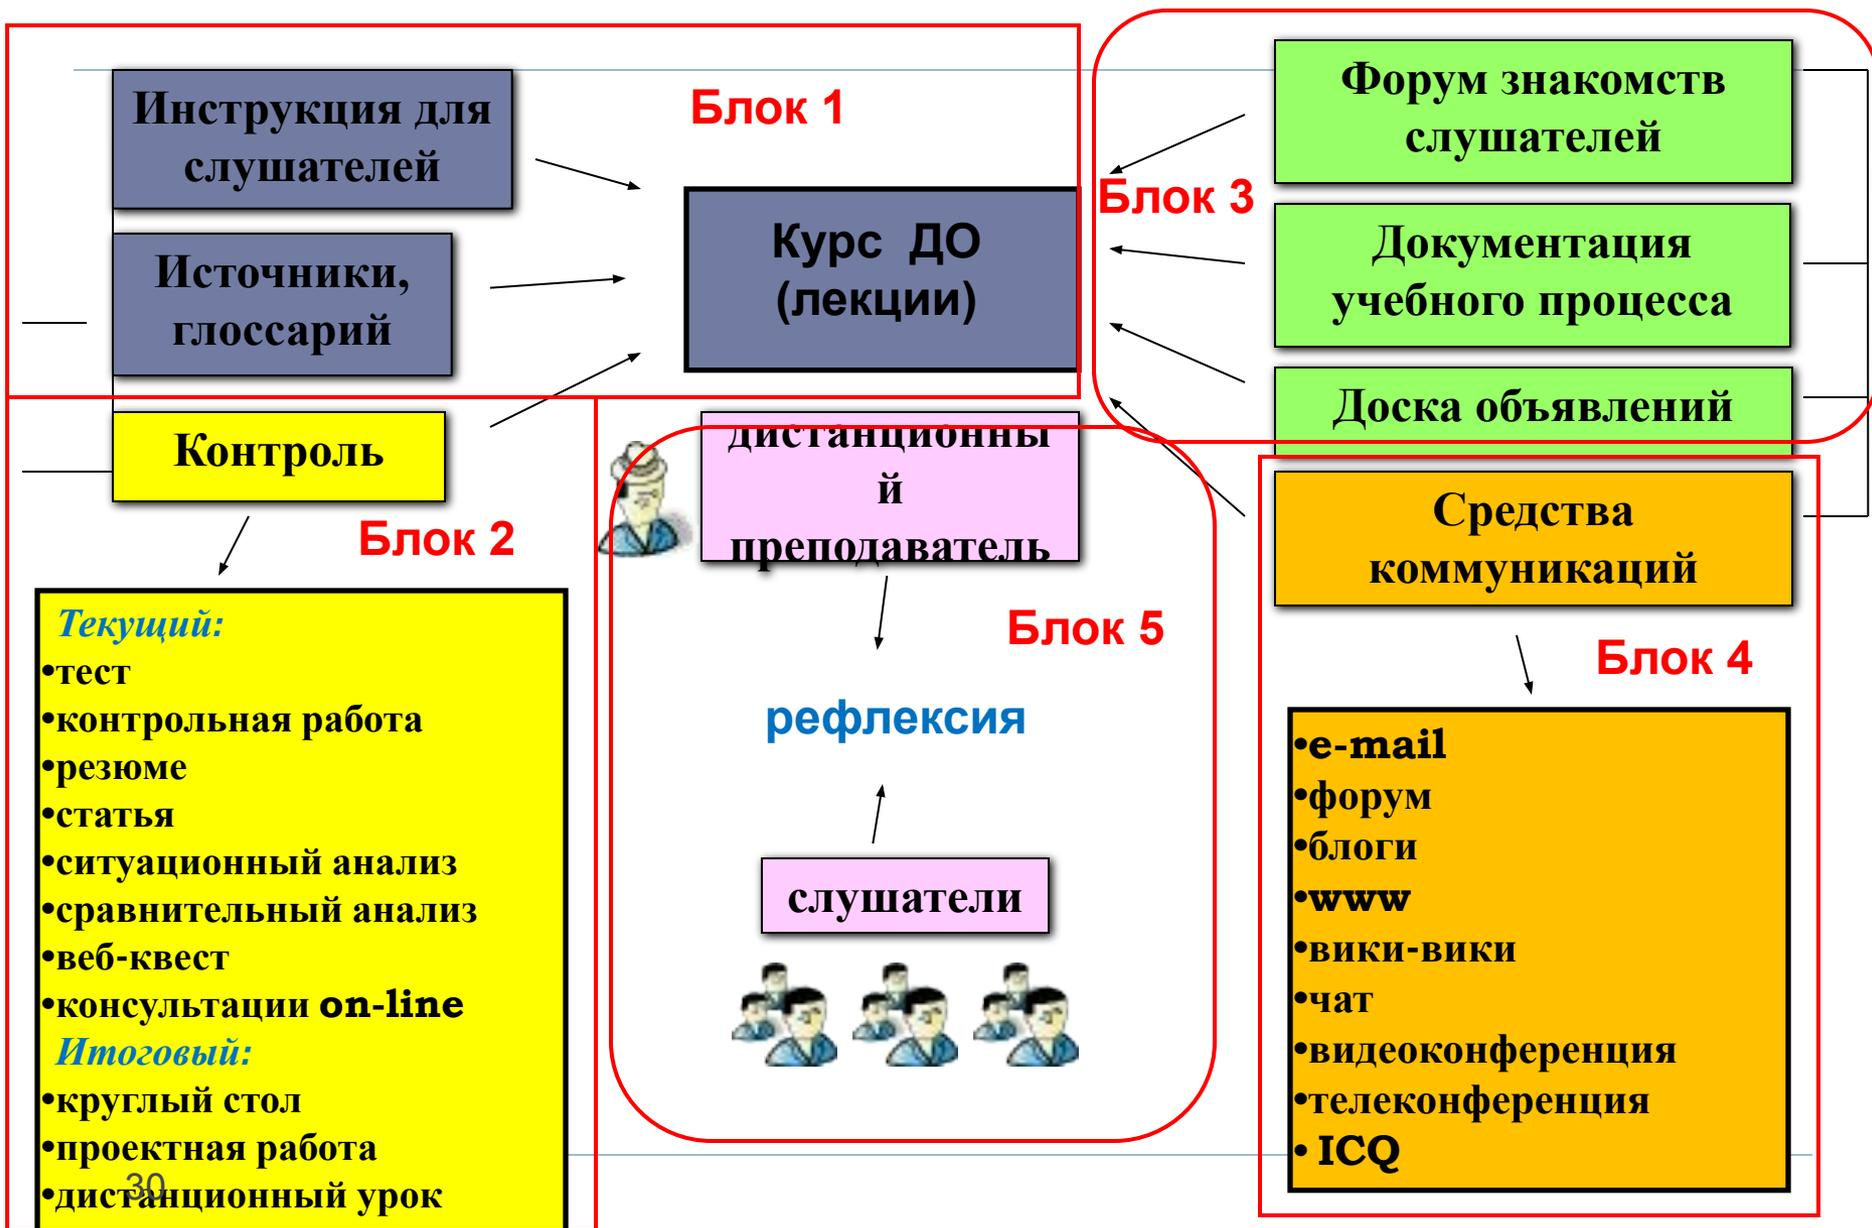 Блок 1
Инструкция для
слушателей
Источники,
глоссарий
Курс ДО
(лекции)
Блок 3
Форум знакомств
слушателей
Документация
учебного процесса
Доска объявлений
Контроль
Блок 2
Текущий:
•тест
•контрольная работа
•резюме
•статья
•ситуационный анализ
•сравнительный анализ
•веб-квест
•консультации on-line
Итоговый:
•круглый стол
•проектная работа
•дистанционный урок
30
дистанционны
й
преподаватель
Блок 5
рефлексия
слушатели
Средства
коммуникаций
Блок 4
•e-mail
•форум
•блоги
•www
•вики-вики
•чат
•видеоконференция
•телеконференция
• ICQ